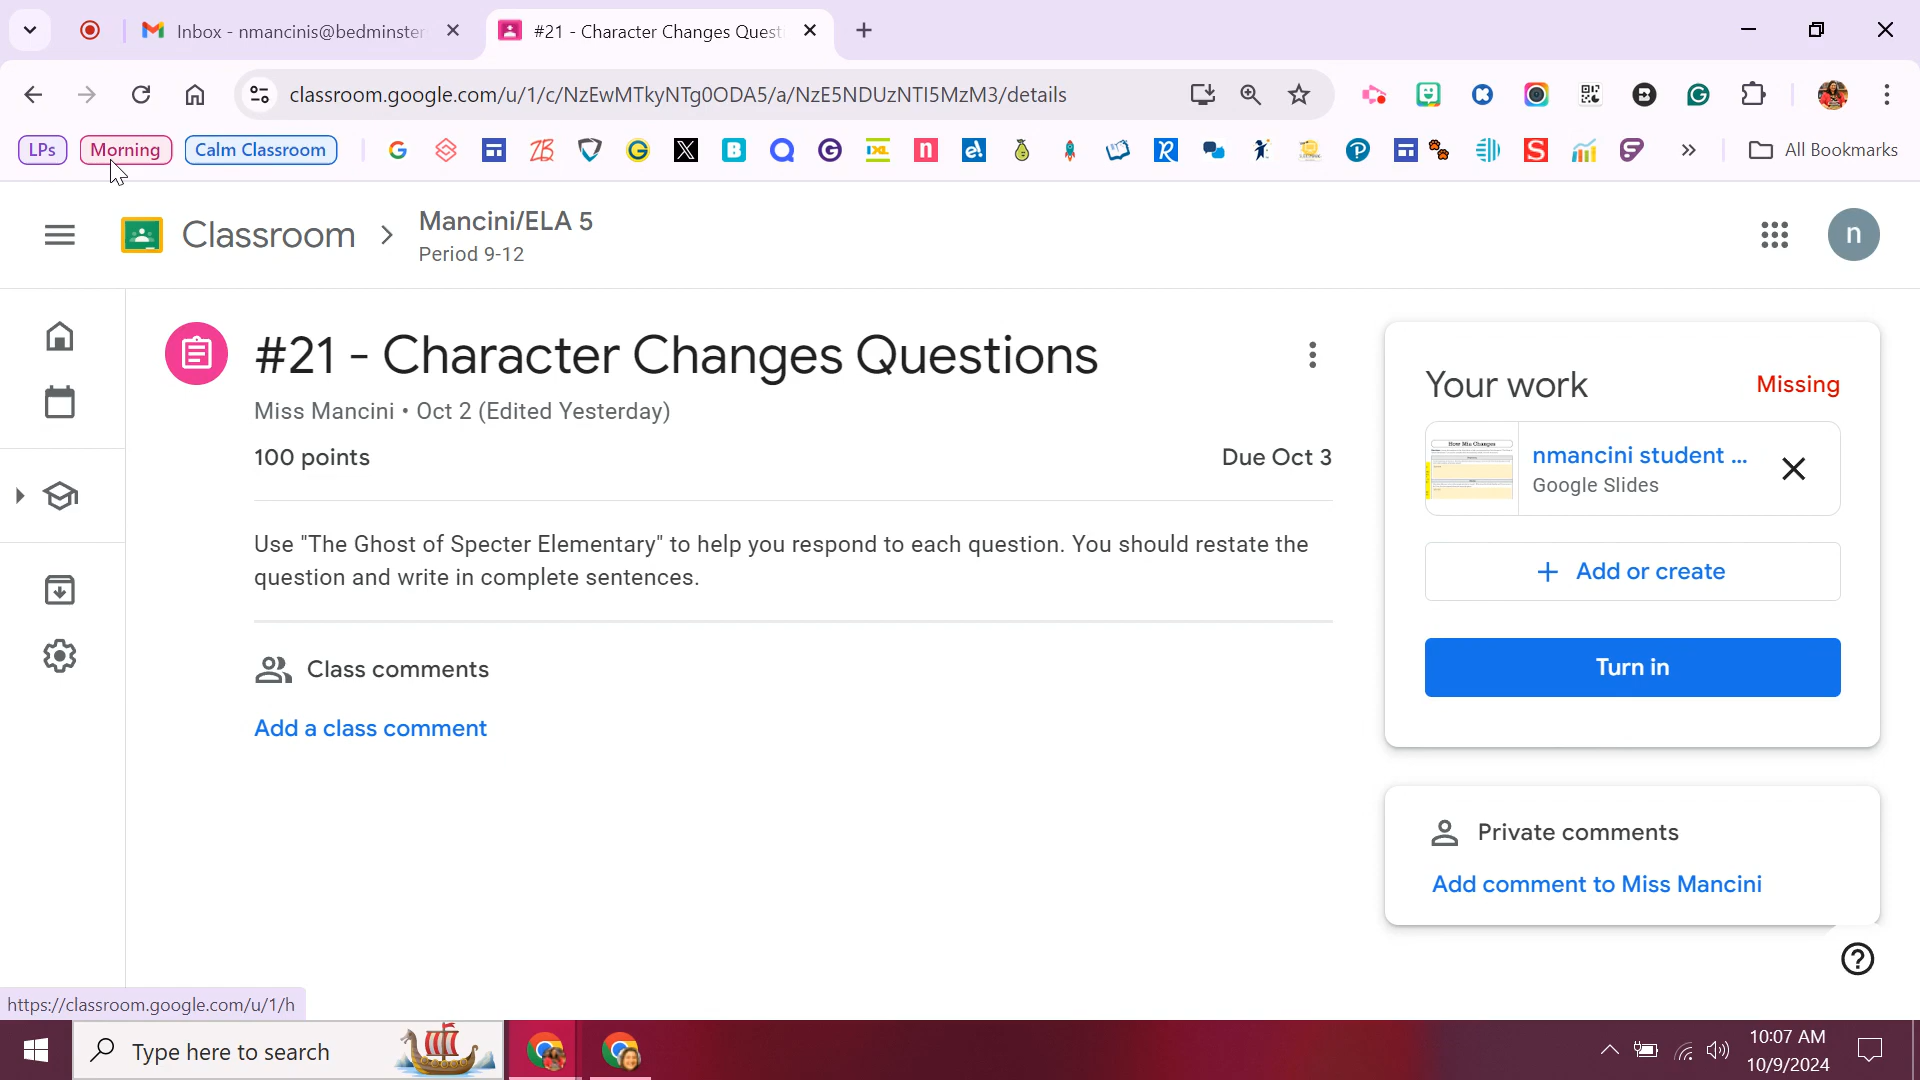 Inbox - nmancinis@bedminster
#21 - Character Changes Quest
classroom.google.com/u/1/c/NzEwMTkyNTg0ODA5/a/NzE5NDUzNTI5MzM3/details
LPs
Morning
Calm Classroom
All Bookmarks
Classroom
Mancini/ELA 5
Period 9-12
n
#21 - Character Changes Questions
Miss Mancini • Oct 2 (Edited Yesterday)
100 points
Due Oct 3
Use "The Ghost of Specter Elementary" to help you respond to each question. You should restate the
question and write in complete sentences.
Class comments
Add a class comment
Your work
Missing
How Mia Changes
nmancini student ...
Google Slides
+ Add or create
Turn in
Private comments
Add comment to Miss Mancini
https://classroom.google.com/u/1/h
Type here to search
10:07 AM
10/9/2024